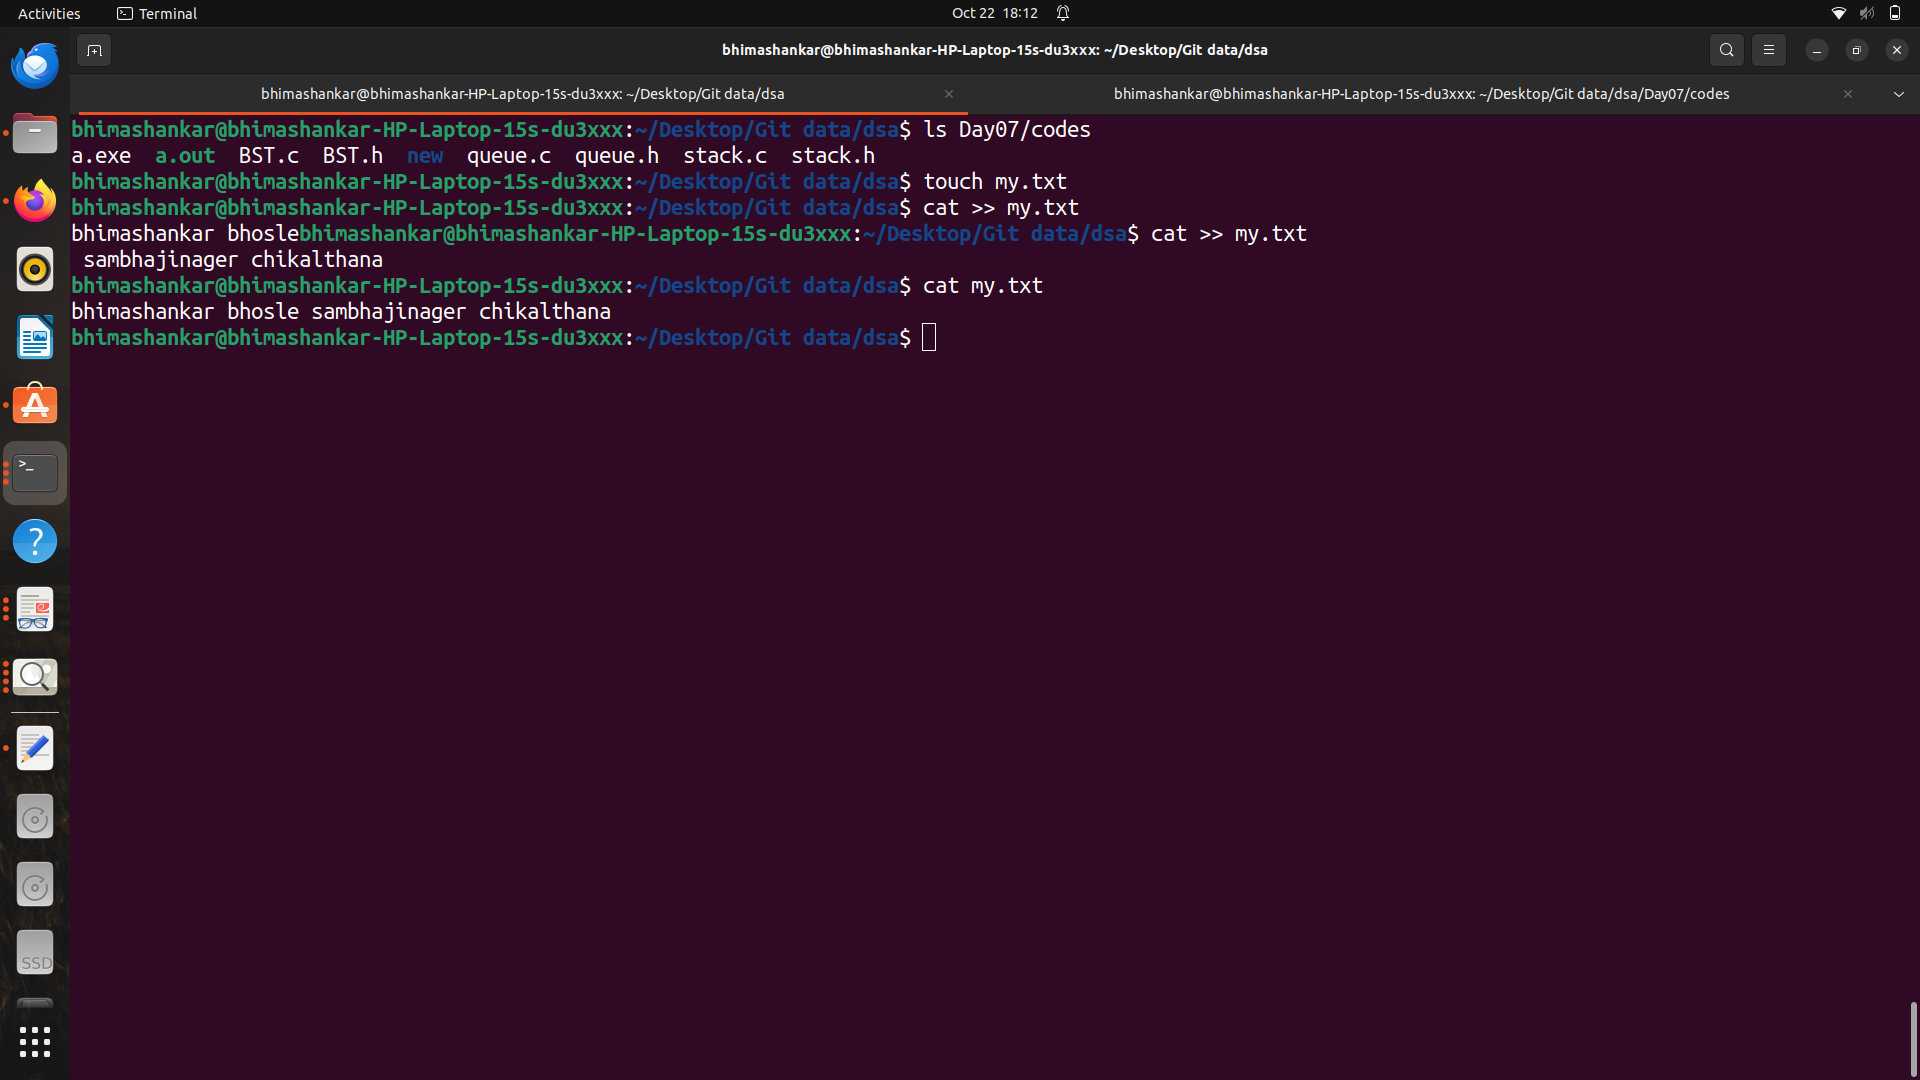 Activities Terminal Oct 22 18:12
bhimashankar@bhimashankar-HP-Laptop-15s-du3xxx: ~/Desktop/Git data/dsa
bhimashankar@bhimashankar-HP-Laptop-15s-du3xxx: ~/Desktop/Git data/dsa bhimashankar@bhimashankar-HP-Laptop-15s-du3xxx: ~/Desktop/Git data/dsa/Day07/codes
bhimashankar@bhimashankar-HP-Laptop-15s-du3xxx:~/Desktop/Git data/dsa$ ls Day07/codes
a.exe  a.out  BST.c  BST.h  new  queue.c  queue.h  stack.c  stack.h
bhimashankar@bhimashankar-HP-Laptop-15s-du3xxx:~/Desktop/Git data/dsa$ touch my.txt
bhimashankar@bhimashankar-HP-Laptop-15s-du3xxx:~/Desktop/Git data/dsa$ cat >> my.txt
bhimashankar bhoslebhimashankar@bhimashankar-HP-Laptop-15s-du3xxx:~/Desktop/Git data/dsa$ cat >> my.txt
 sambhajinager chikalthana
bhimashankar@bhimashankar-HP-Laptop-15s-du3xxx:~/Desktop/Git data/dsa$ cat my.txt
bhimashankar bhosle sambhajinager chikalthana
bhimashankar@bhimashankar-HP-Laptop-15s-du3xxx:~/Desktop/Git data/dsa$
SSD